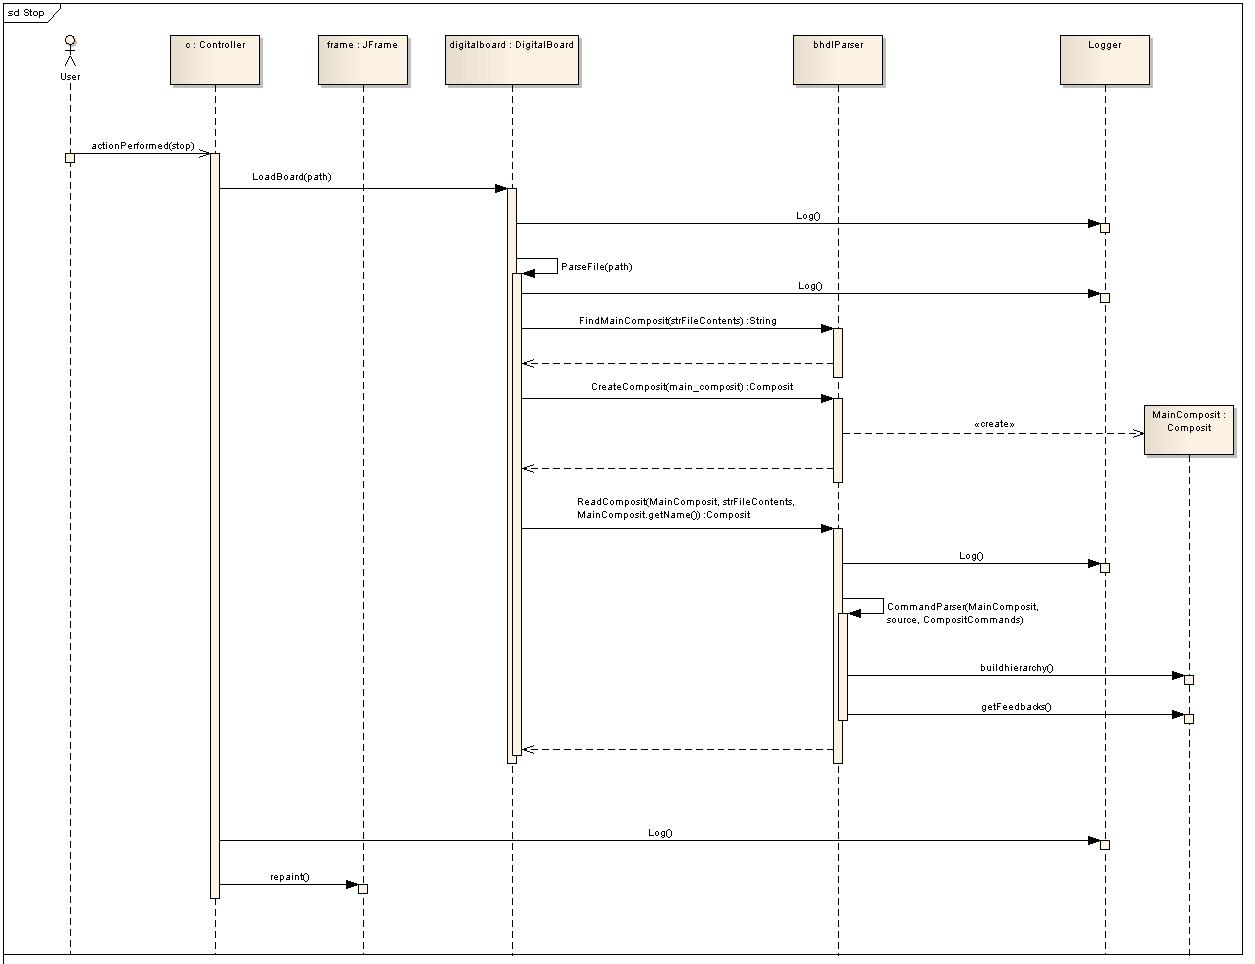 sd Stop
User
c : Controller
frame : JFrame
digitalboard : DigitalBoard
bhdlParser
Logger
actionPerformed(stop)
LoadBoard(path)
Log()
ParseFile(path)
Log()
FindMainComposit(strFileContents) :String
CreateComposit(main_composit) :Composit
MainComposit :
Composit
«create»
ReadComposit(MainComposit, strFileContents,
MainComposit.getName()) :Composit
Log()
CommandParser(MainComposit,
source, CompositCommands)
buildhierarchy()
getFeedbacks()
Log()
repaint()